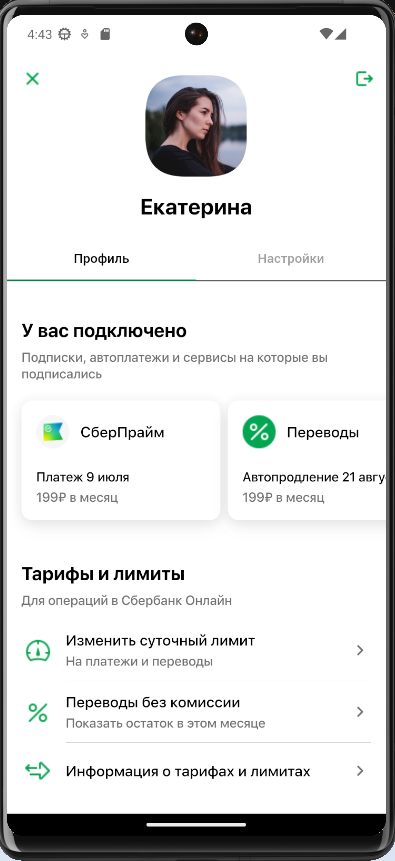 4:43
Екатерина
Профиль
Настройки
У вас подключено
Подписки, автоплатежи и сервисы на которые вы
подписались
СберПрайм
Переводы
Платеж 9 июля
Автопродление 21 авгу
199₽ в месяц
199₽ в месяц
Тарифы и лимиты
Для операций в Сбербанк Онлайн
Изменить суточный лимит
На платежи и переводы
Переводы без комиссии
Показать остаток в этом месяце
Информация о тарифах и лимитах